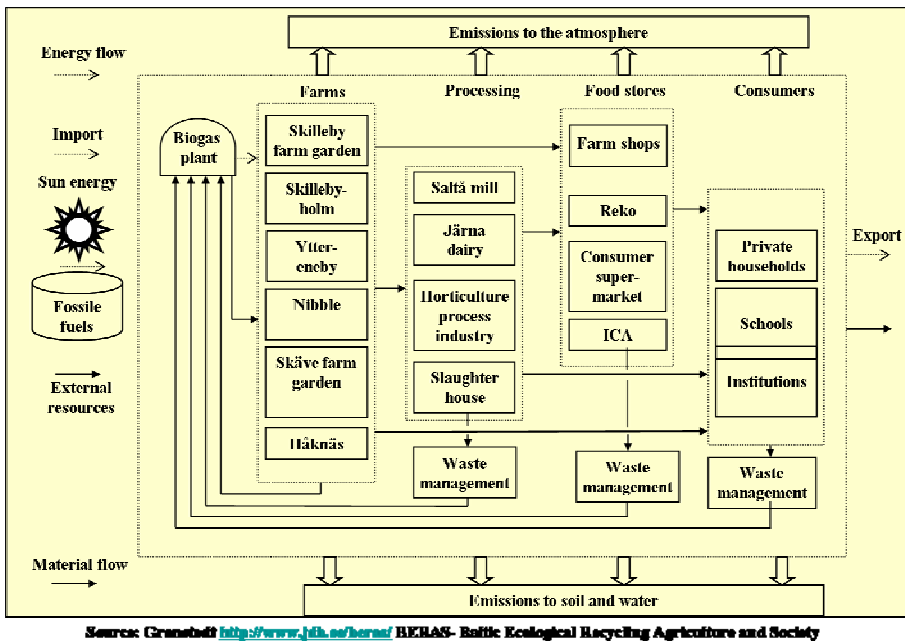 Emissions to the atmosphere
Energy flow
Farms
Processing
Food stores
Consumers
Import
Sun energy
Fossile
fuels
External
resources
Material flow
Biogas
plant
Skilleby
farm garden
Skilleby-
holm
Ytter-
eneby
Nibble
Skäve farm
garden
Håknäs
Saltå mill
Järna
dairy
Horticulture
process
industry
Slaughter
house
Waste
management
Farm shops
Reko
Consumer
super-
market
ICA
Waste
management
Private
households
Schools
Institutions
Waste
management
Export
Emissions to soil and water
Source: Granstedt http://www.jdb.se/beras/ BERAS- Baltic Ecological Recycling Agriculture and Society